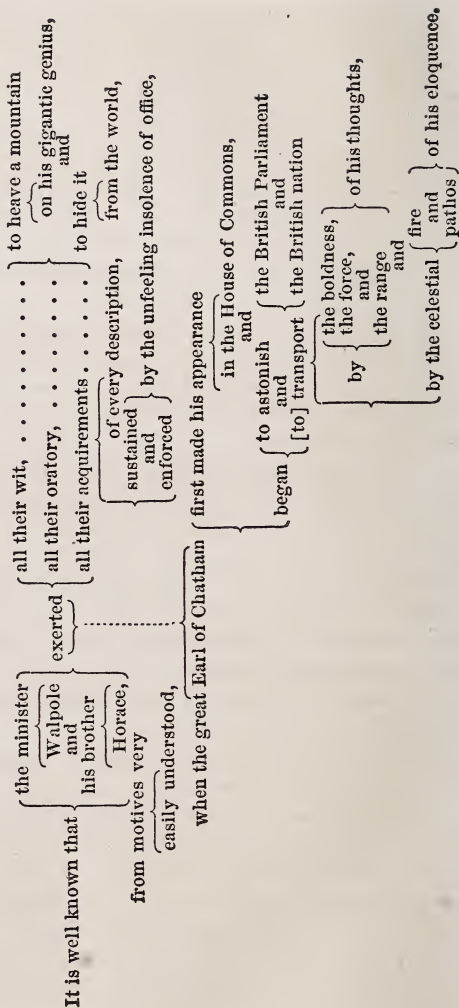 It is well known that
the minister
Walpole
and
his brother
Horace,
from motives very
easily understood,
exerted
all their wit, . . . . . . . . . .
all their oratory, . . . . . . . .
all their acquirements . . . . . .
of every description,
sustained
and
enforced
by the unfeeling insolence of office,
to heave a mountain
on his gigantic genius,
and
to hide it
from the world,
when the great Earl of Chatham
first made his appearance
in the House of Commons,
and
began
to astonish
and
[to] transport
the British Parliament
and
the British nation
by
the boldness,
the force,
and
the range
of his thoughts,
and
by the celestial
fire
and
pathos
of his eloquence.